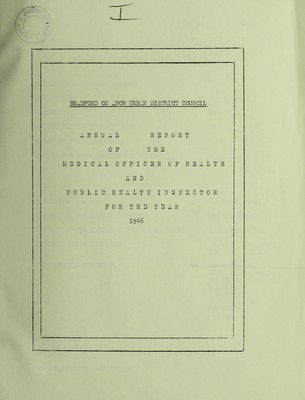 I
BRADFORD ON AVON URBAN DISTRICT COUNCIL
ANNUAL REPORT
OF THE
MEDICAL OFFICER OF HEALTH
AND
PUBLIC HEALTH INSPECTOR
FOR THE YEAR
1966